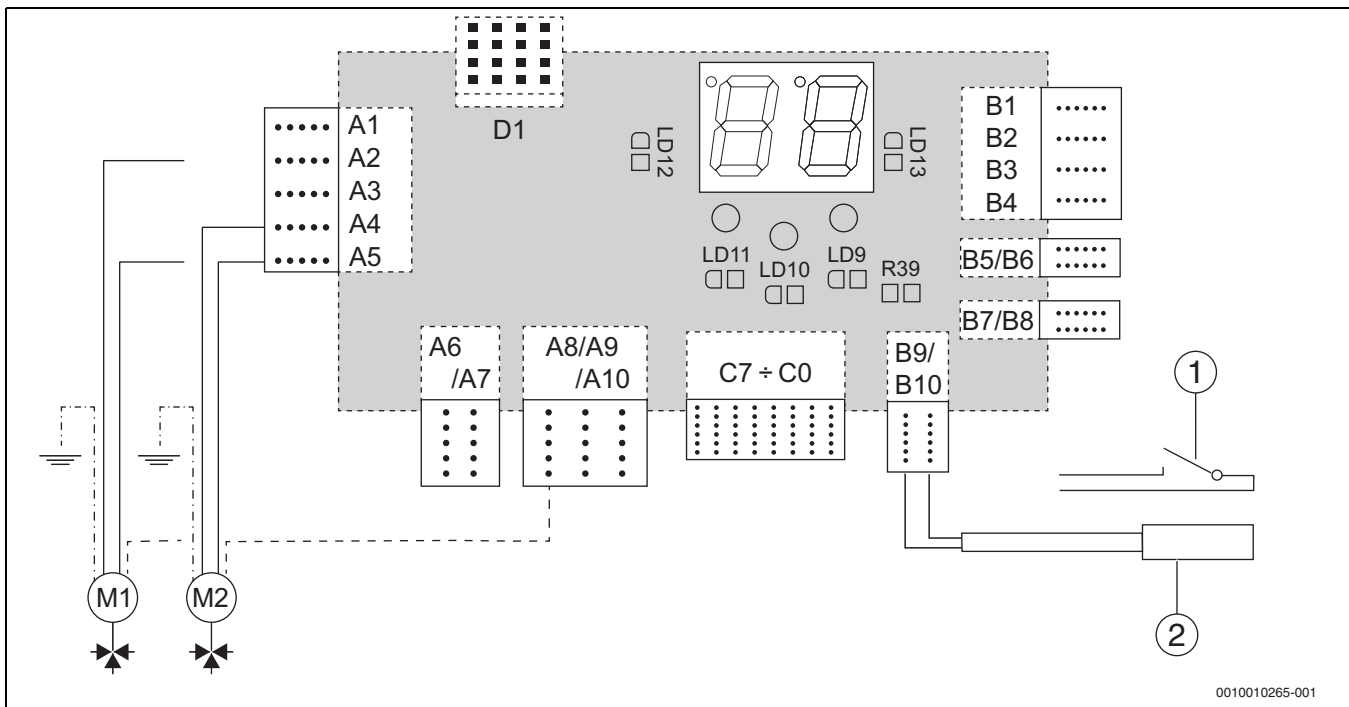 D1
A1
A2
A3
A4
A5
LD12
LD13
B1
B2
B3
B4
LD11
LD10
LD9
R39
B5/B6
B7/B8
A6
/A7
A8/A9
/A10
C7 ÷ C0
B9/
B10
1
M1
M2
2
0010010265-001